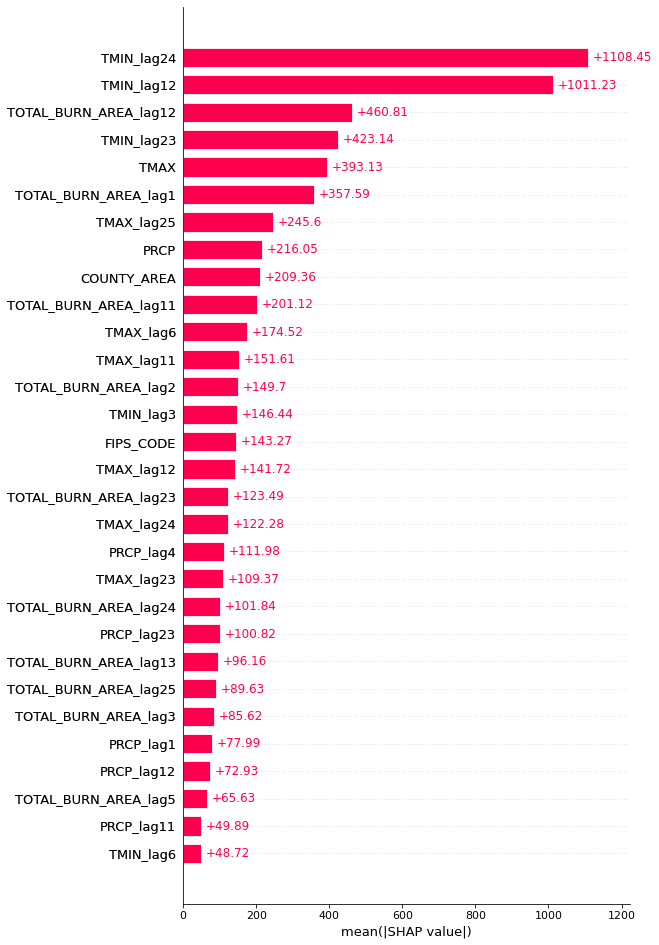 TMIN_lag24 +1108.45
TMIN_lag12 +1011.23
TOTAL_BURN_AREA_lag12 +460.81
TMIN_lag23 +423.14
TMAX +393.13
TOTAL_BURN_AREA_lag1 +357.59
TMAX_lag25 +245.6
PRCP +216.05
COUNTY_AREA +209.36
TOTAL_BURN_AREA_lag11 +201.12
TMAX_lag6 +174.52
TMAX_lag11 +151.61
TOTAL_BURN_AREA_lag2 +149.7
TMIN_lag3 +146.44
FIPS_CODE +143.27
TMAX_lag12 +141.72
TOTAL_BURN_AREA_lag23 +123.49
TMAX_lag24 +122.28
PRCP_lag4 +111.98
TMAX_lag23 +109.37
TOTAL_BURN_AREA_lag24 +101.84
PRCP_lag23 +100.82
TOTAL_BURN_AREA_lag13 +96.16
TOTAL_BURN_AREA_lag25 +89.63
TOTAL_BURN_AREA_lag3 +85.62
PRCP_lag1 +77.99
PRCP_lag12 +72.93
TOTAL_BURN_AREA_lag5 +65.63
PRCP_lag11 +49.89
TMIN_lag6 +48.72
0 200 400 600 800 1000 1200
mean(|SHAP value|)